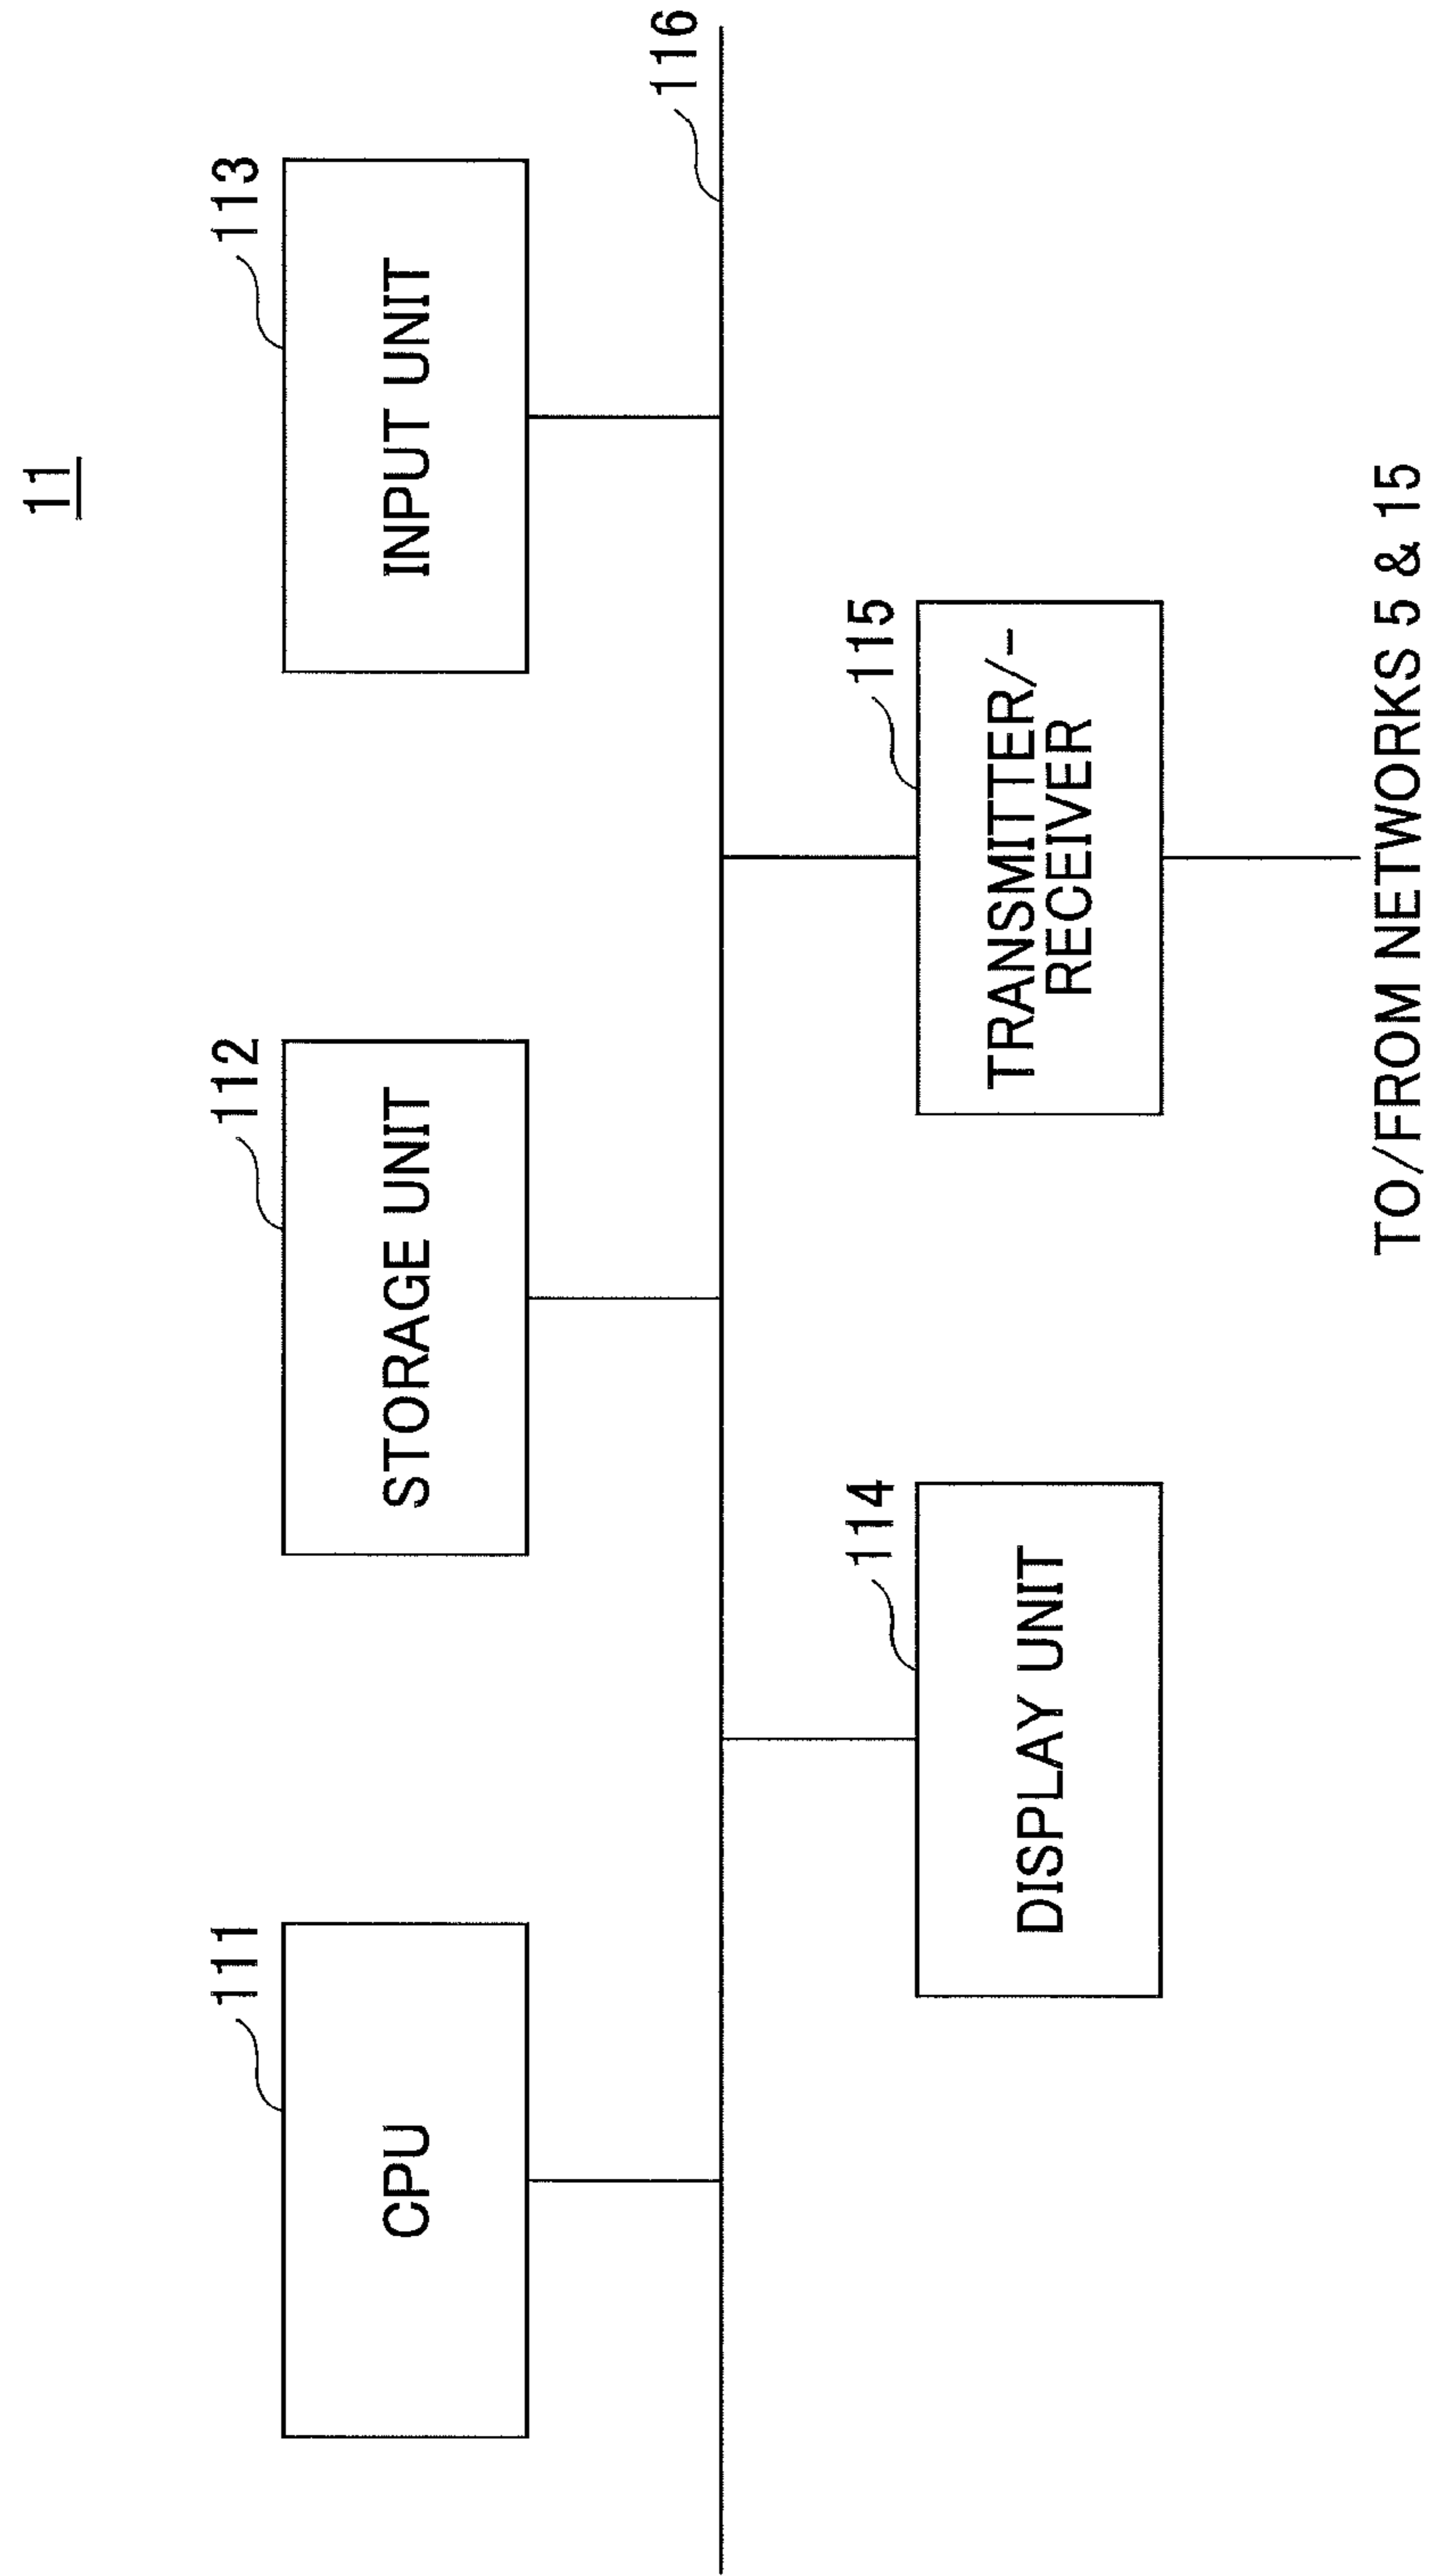 11
111
112
113
CPU
STORAGE UNIT
INPUT UNIT
116
114
115
DISPLAY UNIT
TRANSMITTER/-
RECEIVER
TO/FROM NETWORKS 5 & 15